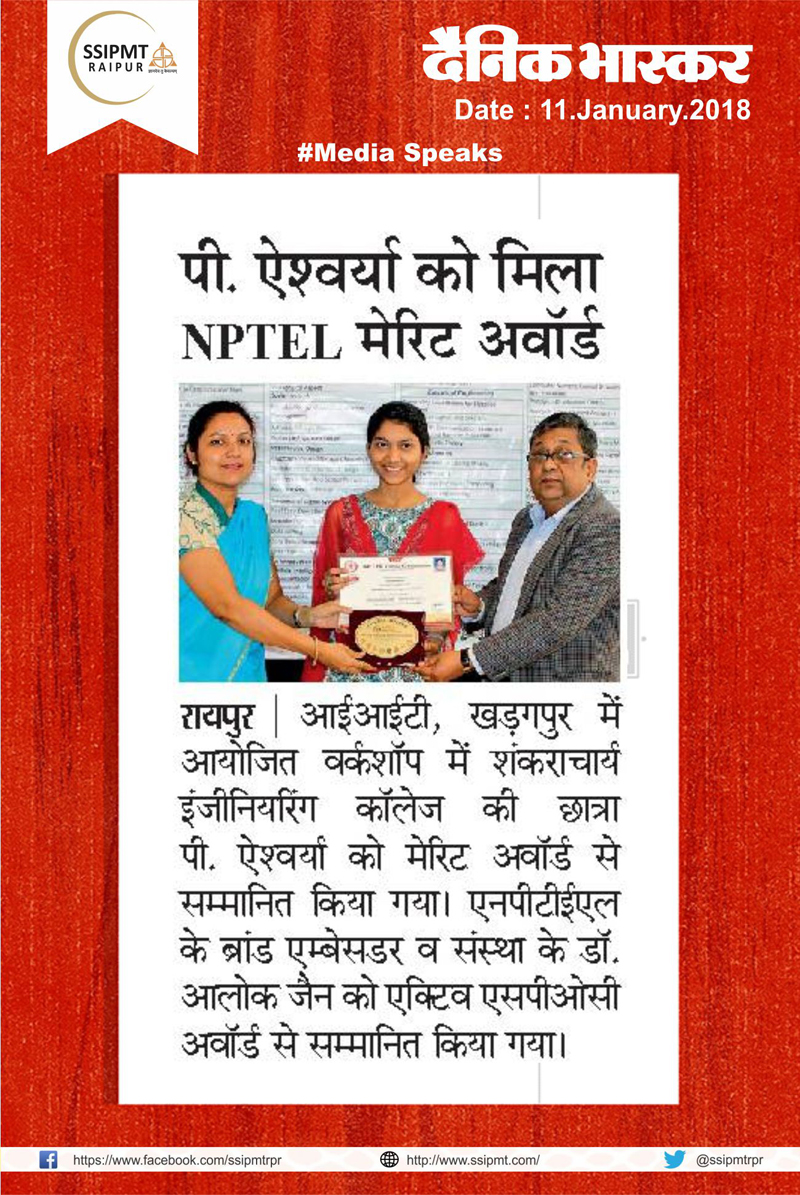 SSIPMT
RAIPUR
दैनिक भास्कर
Date : 11.January.2018
#Media Speaks
पी. ऐश्वर्या को मिला
NPTEL मेरिट अवॉर्ड
रायपुर | आईआईटी, खड़गपुर में
आयोजित वर्कशॉप में शंकराचार्य
इंजीनियरिंग कॉलेज की छात्रा
पी. ऐश्वर्या को मेरिट अवॉर्ड से
सम्मानित किया गया। एनपीटीईएल
के ब्रांड एम्बेसडर व संस्था के डॉ.
आलोक जैन को एक्टिव एसपीओसी
अवॉर्ड से सम्मानित किया गया।
https://www.facebook.com/ssipmtrpr
http://www.ssipmt.com/
@ssipmtrpr